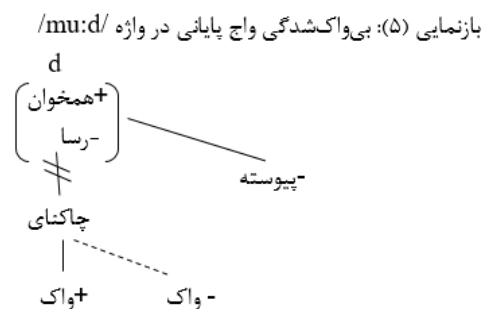 بازنمایی (۵): بی‌واک‌شدگی واج پایانی در واژه /mu:d/
d
+همخوان
-رسا
-پیوسته
چاکنای
+واک
- واک